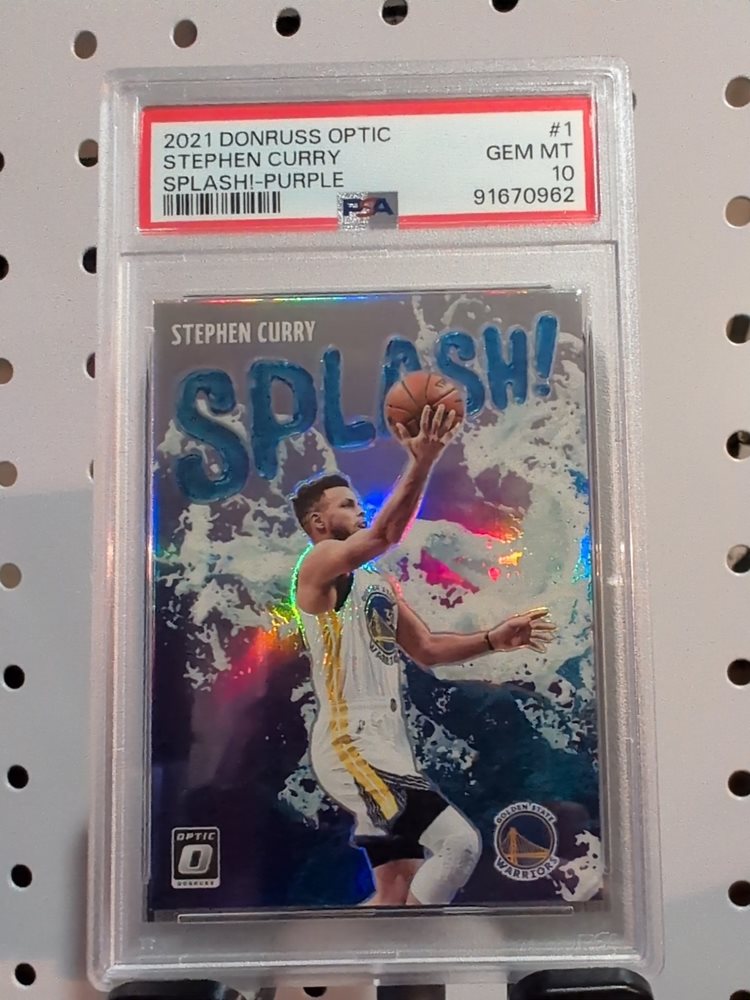 2021 DONRUSS OPTIC
#1
STEPHEN CURRY
GEM MT
SPLASH!-PURPLE
10
91670962
PSA
STEPHEN CURRY
SPLASH!
GOLDEN STATE
WARRIORS
OPTIC
DONRUSS